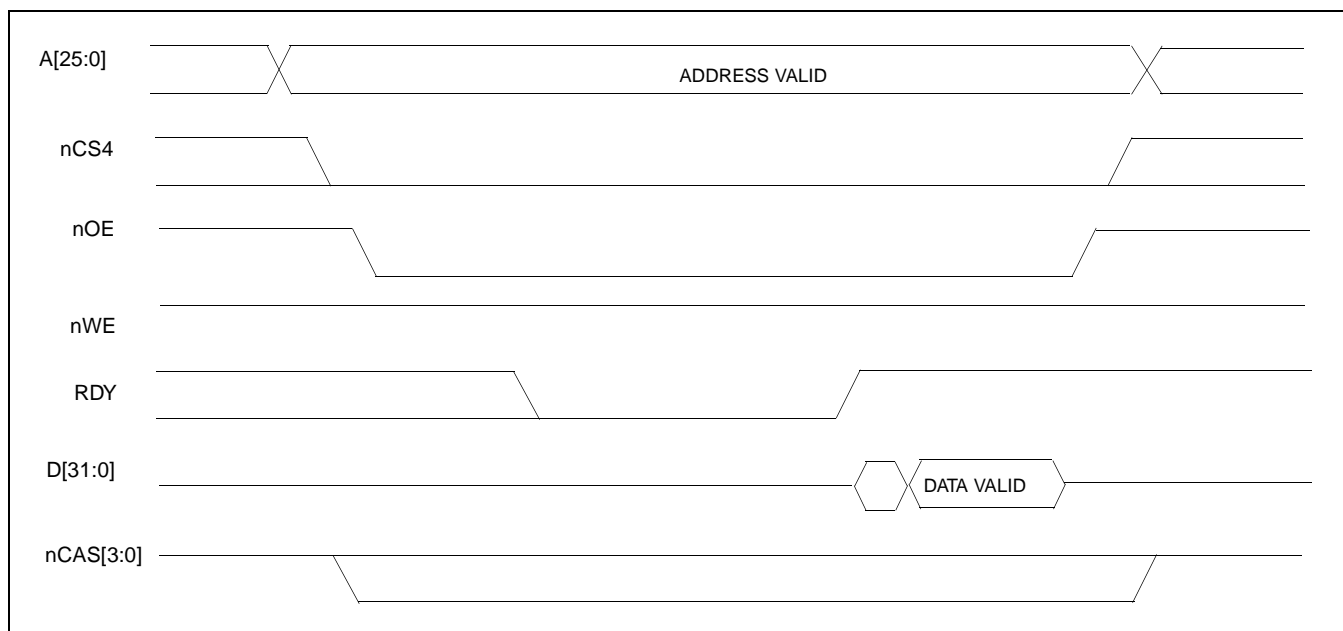 A[25:0]
ADDRESS VALID
nCS4
nOE
nWE
RDY
D[31:0]
DATA VALID
nCAS[3:0]